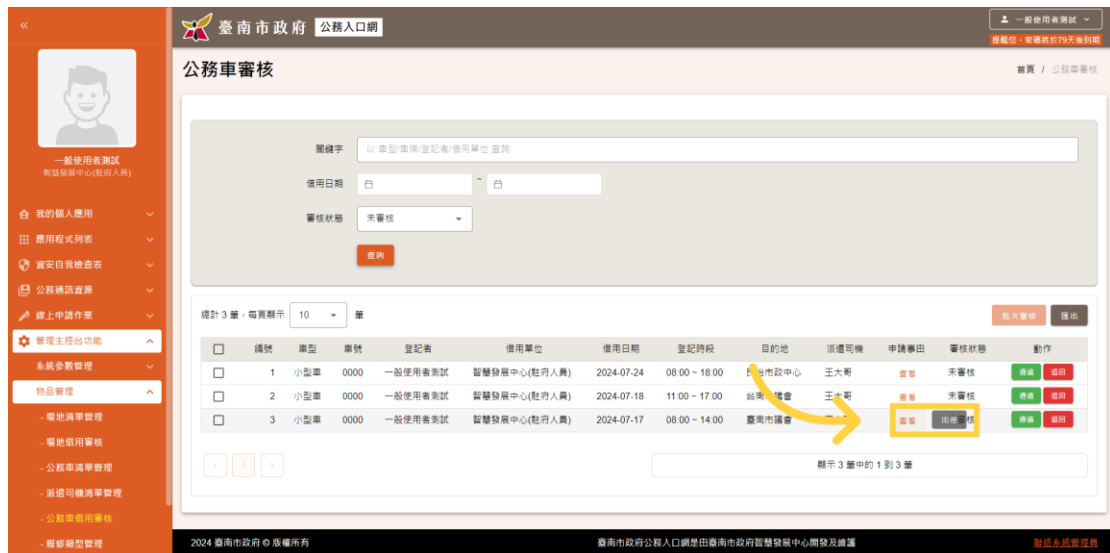 臺南市政府 公務入口網
一般使用者測試
提醒您，密碼將於79天後到期
公務車審核
首頁 / 公務車審核
一般使用者測試
智慧發展中心(駐府人員)
我的個人應用
應用程式列表
資安自我檢查表
公務通訊資源
線上申請作業
管理主控台功能
系統參數管理
物品管理
- 場地清單管理
- 場地借用審核
- 公務車清單管理
- 派遣司機清單管理
- 公務車借用審核
- 報修類型管理
關鍵字 以 車型/車牌/登記者/借用單位 查詢
借用日期 ~
審核狀態 未審核
查詢
總計 3 筆，每頁顯示 10 筆
批次審核 匯出
編號 車型 車號 登記者 借用單位 借用日期 登記時段 目的地 派遣司機 申請事由 審核狀態 動作
1 小型車 0000 一般使用者測試 智慧發展中心(駐府人員) 2024-07-24 08:00 ~ 18:00 民治市政中心 王大哥 查看 未審核 通過 退回
2 小型車 0000 一般使用者測試 智慧發展中心(駐府人員) 2024-07-18 11:00 ~ 17:00 台南市議會 王大哥 查看 未審核 通過 退回
3 小型車 0000 一般使用者測試 智慧發展中心(駐府人員) 2024-07-17 08:00 ~ 14:00 臺南市議會 查看 出差 核 通過 退回
1
顯示 3 筆中的 1 到 3 筆
2024 臺南市政府 © 版權所有
臺南市政府公務入口網是由臺南市政府智慧發展中心開發及維護
聯絡系統管理員